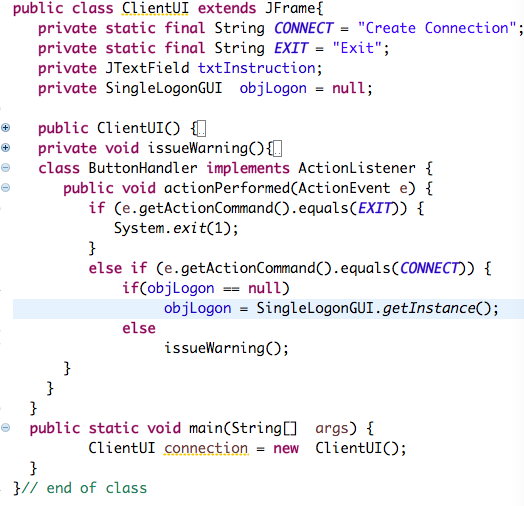 public class ClientUI extends JFrame{
private static final String CONNECT = "Create Connection";
private static final String EXIT = "Exit";
private JTextField txtInstruction;
private SingleLogonGUI  objLogon = null;
public ClientUI() {
private void issueWarning(){
class ButtonHandler implements ActionListener {
public void actionPerformed(ActionEvent e) {
if (e.getActionCommand().equals(EXIT)) {
System.exit(1);
}
else if (e.getActionCommand().equals(CONNECT)) {
if(objLogon == null)
objLogon = SingleLogonGUI.getInstance();
else
issueWarning();
}
}
}
public static void main(String[]  args) {
ClientUI connection = new  ClientUI();
}
}// end of class